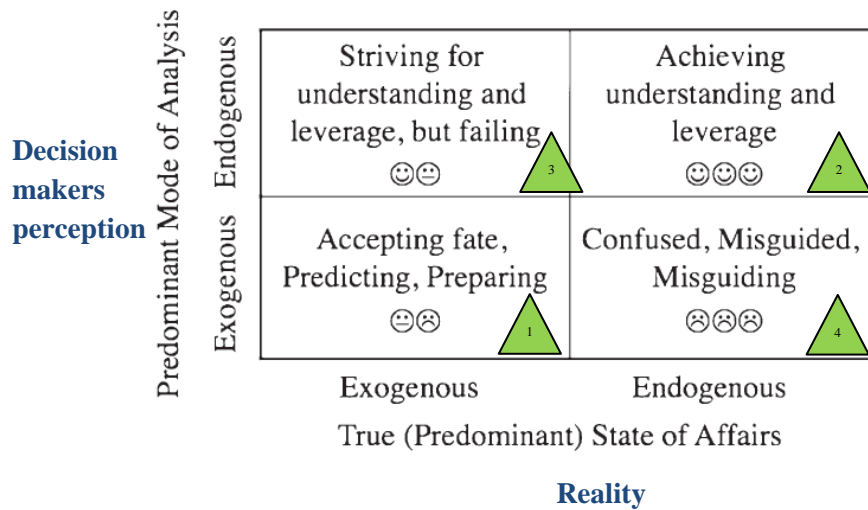 Decision
makers
perception
Predominant Mode of Analysis
Endogenous
Exogenous
Striving for
understanding and
leverage, but failing
3
Achieving
understanding and
leverage
2
Accepting fate,
Predicting, Preparing
1
Confused, Misguided,
Misguiding
4
Exogenous
Endogenous
True (Predominant) State of Affairs
Reality